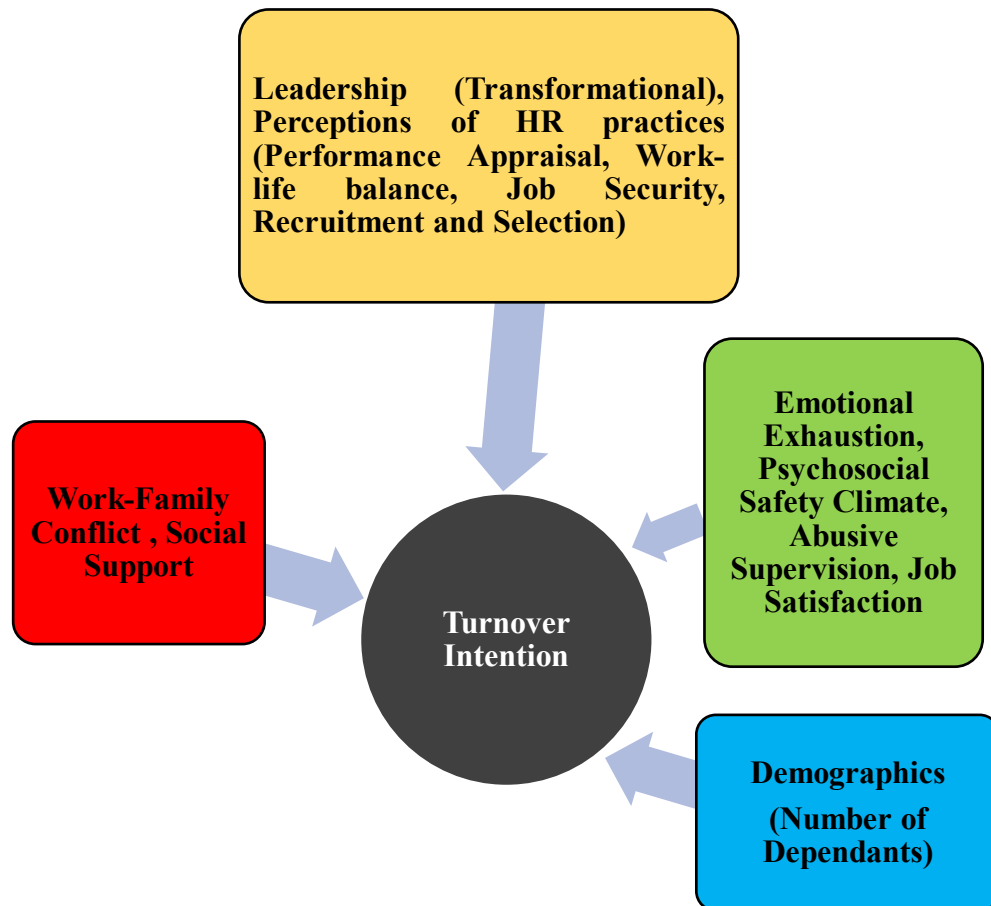 Leadership (Transformational),
Perceptions of HR practices
(Performance Appraisal, Work-
life balance, Job Security,
Recruitment and Selection)
Work-Family
Conflict , Social
Support
Emotional
Exhaustion,
Psychosocial
Safety Climate,
Abusive
Supervision, Job
Satisfaction
Turnover
Intention
Demographics
(Number of
Dependants)